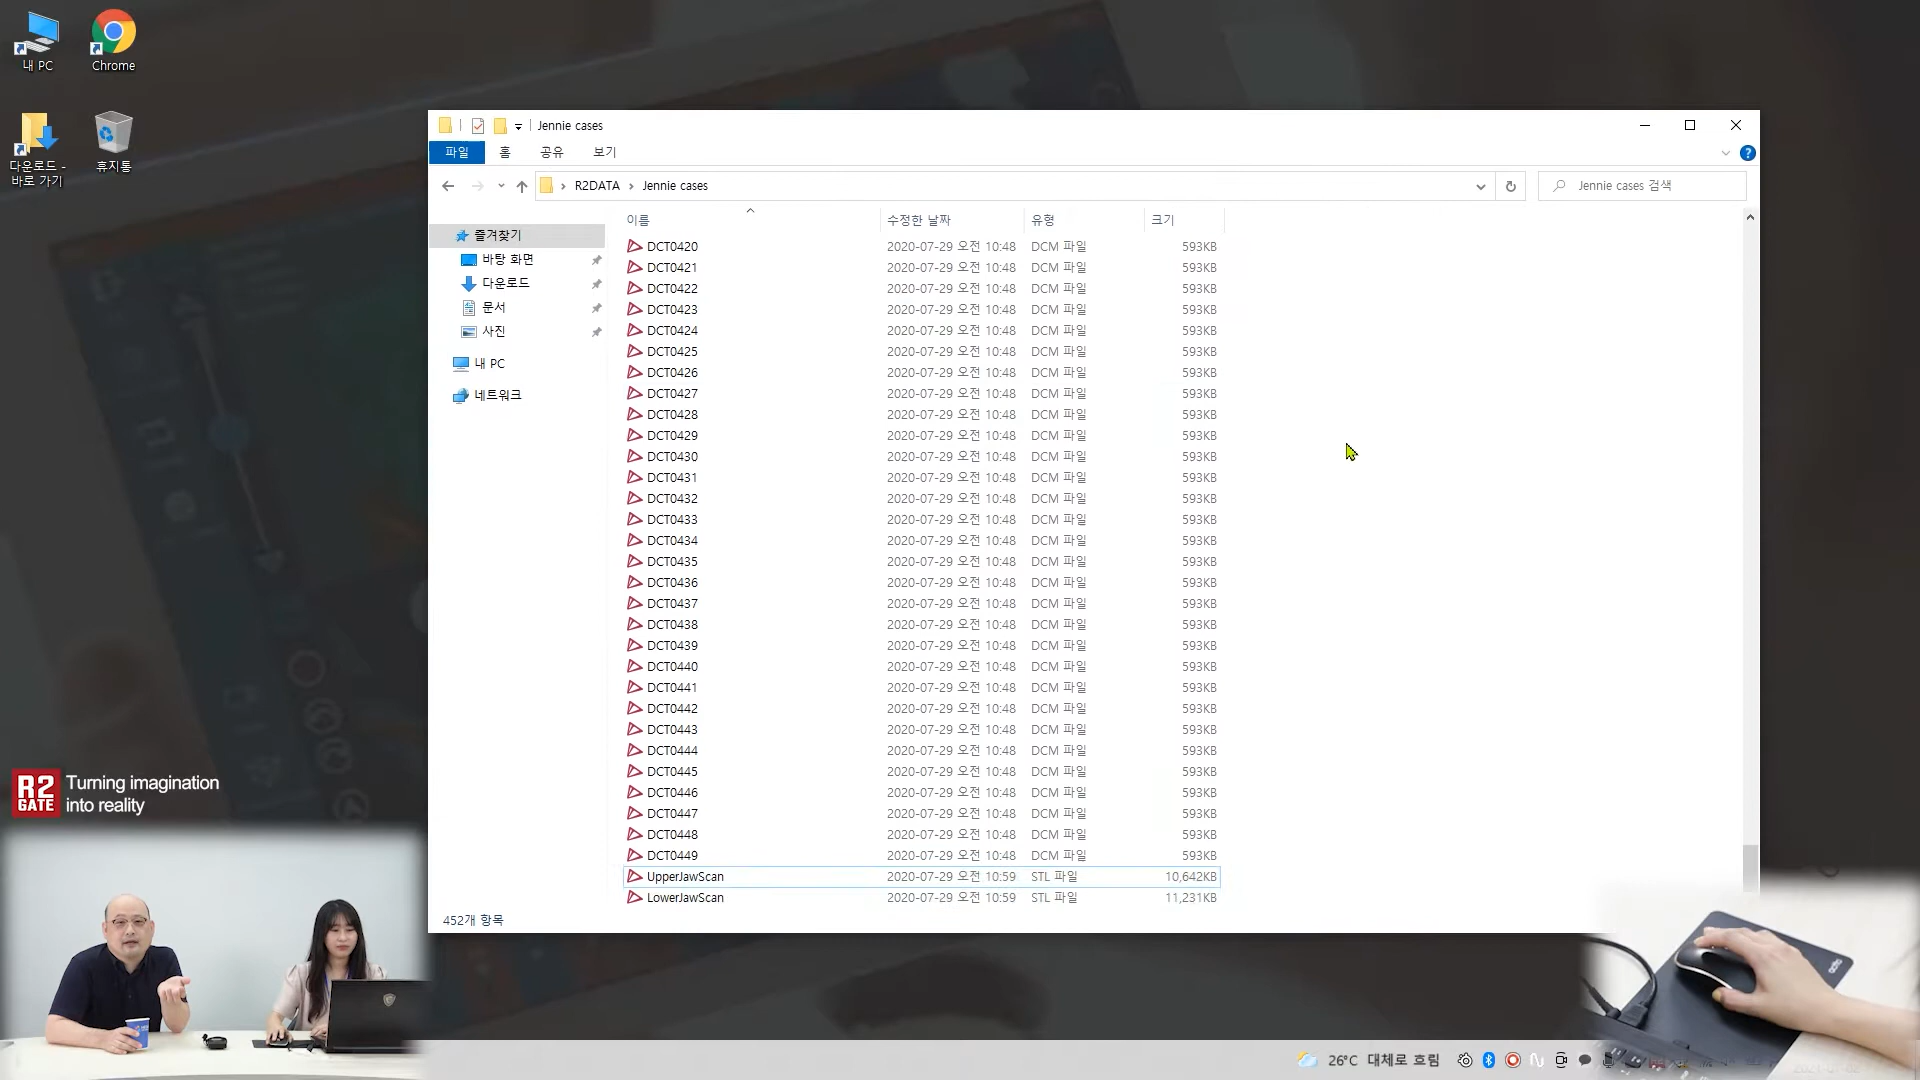 내 PC
Chrome
다운로드 -
바로 가기
휴지통
Jennie cases
파일
홈
공유
보기
R2DATA
Jennie cases
Jennie cases 검색
즐겨찾기
바탕 화면
다운로드
문서
사진
내 PC
네트워크
이름 수정한 날짜 유형 크기
DCT0420 2020-07-29 오전 10:48 DCM 파일 593KB
DCT0421 2020-07-29 오전 10:48 DCM 파일 593KB
DCT0422 2020-07-29 오전 10:48 DCM 파일 593KB
DCT0423 2020-07-29 오전 10:48 DCM 파일 593KB
DCT0424 2020-07-29 오전 10:48 DCM 파일 593KB
DCT0425 2020-07-29 오전 10:48 DCM 파일 593KB
DCT0426 2020-07-29 오전 10:48 DCM 파일 593KB
DCT0427 2020-07-29 오전 10:48 DCM 파일 593KB
DCT0428 2020-07-29 오전 10:48 DCM 파일 593KB
DCT0429 2020-07-29 오전 10:48 DCM 파일 593KB
DCT0430 2020-07-29 오전 10:48 DCM 파일 593KB
DCT0431 2020-07-29 오전 10:48 DCM 파일 593KB
DCT0432 2020-07-29 오전 10:48 DCM 파일 593KB
DCT0433 2020-07-29 오전 10:48 DCM 파일 593KB
DCT0434 2020-07-29 오전 10:48 DCM 파일 593KB
DCT0435 2020-07-29 오전 10:48 DCM 파일 593KB
DCT0436 2020-07-29 오전 10:48 DCM 파일 593KB
DCT0437 2020-07-29 오전 10:48 DCM 파일 593KB
DCT0438 2020-07-29 오전 10:48 DCM 파일 593KB
DCT0439 2020-07-29 오전 10:48 DCM 파일 593KB
DCT0440 2020-07-29 오전 10:48 DCM 파일 593KB
DCT0441 2020-07-29 오전 10:48 DCM 파일 593KB
DCT0442 2020-07-29 오전 10:48 DCM 파일 593KB
DCT0443 2020-07-29 오전 10:48 DCM 파일 593KB
DCT0444 2020-07-29 오전 10:48 DCM 파일 593KB
DCT0445 2020-07-29 오전 10:48 DCM 파일 593KB
DCT0446 2020-07-29 오전 10:48 DCM 파일 593KB
DCT0447 2020-07-29 오전 10:48 DCM 파일 593KB
DCT0448 2020-07-29 오전 10:48 DCM 파일 593KB
DCT0449 2020-07-29 오전 10:48 DCM 파일 593KB
UpperJawScan 2020-07-29 오전 10:59 STL 파일 10,642KB
LowerJawScan 2020-07-29 오전 10:59 STL 파일 11,231KB
452개 항목
R2
GATE
Turning imagination
into reality
26°C 대체로 흐림